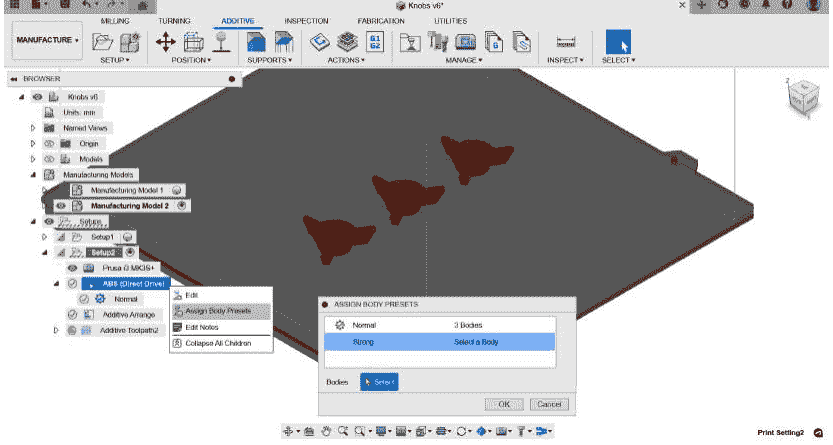 Knobs v6*
MILLING TURNING ADDITIVE INSPECTION FABRICATION UTILITIES
MANUFACTURE
G1
G2
G
SETUP POSITION SUPPORTS ACTIONS MANAGE INSPECT SELECT
BROWSER
Knobs v6
Units: mm
Named Views
Origin
Models
Manufacturing Models
Manufacturing Model 1
Manufacturing Model 2
Setups
Setup1
Setup2
Prusa i3 MK3S+
ABS (Direct Drive)
Normal
Additive Arrange
Additive Toolpath2
Edit
Assign Body Presets
Edit Notes
Collapse All Children
ASSIGN BODY PRESETS
Normal 3 Bodies
Strong Select a Body
Bodies Select
OK Cancel
Z
Print Setting2